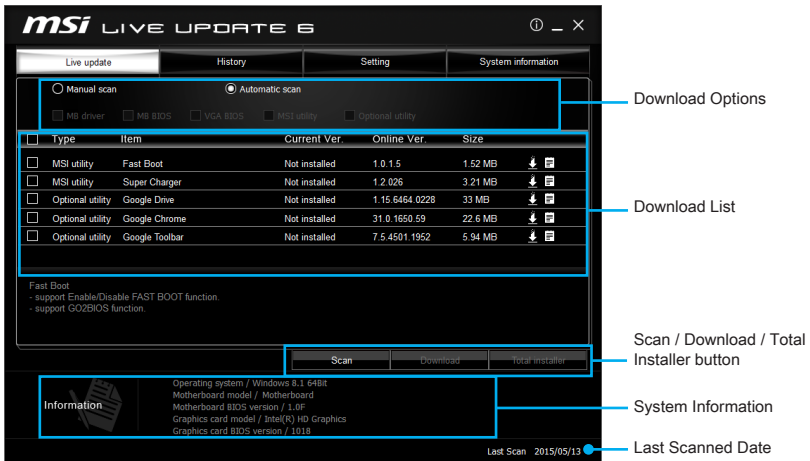 msi LIVE UPDATE 6
Live update History Setting System information
Manual scan Automatic scan
MB driver MB BIOS VGA BIOS MSI utility Optional utility
Download Options
Type Item Current Ver. Online Ver. Size
MSI utility Fast Boot Not installed 1.0.1.5 1.52 MB
MSI utility Super Charger Not installed 1.2.026 3.21 MB
Optional utility Google Drive Not installed 1.15.6464.0228 33 MB
Optional utility Google Chrome Not installed 31.0.1650.59 22.6 MB
Optional utility Google Toolbar Not installed 7.5.4501.1952 5.94 MB
Download List
Fast Boot
- support Enable/Disable FAST BOOT function.
- support GO2BIOS function.
Scan Download Total installer
Scan / Download / Total
Installer button
Information
Operating system / Windows 8.1 64Bit
Motherboard model / Motherboard
Motherboard BIOS version / 1.0F
Graphics card model / Intel(R) HD Graphics
Graphics card BIOS version / 1018
System Information
Last Scan 2015/05/13
Last Scanned Date